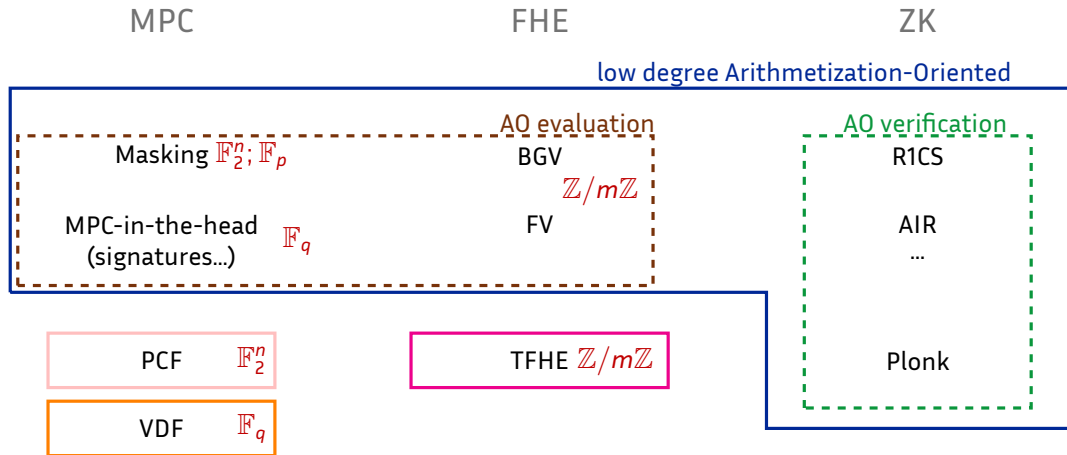 MPC FHE ZK
low degree Arithmetization-Oriented
AO evaluation AO verification
Masking 𝔽₂ⁿ; 𝔽ₚ BGV R1CS
ℤ/mℤ
MPC-in-the-head 𝔽_q FV AIR
(signatures…) …
PCF 𝔽₂ⁿ TFHE ℤ/mℤ Plonk
VDF 𝔽_q